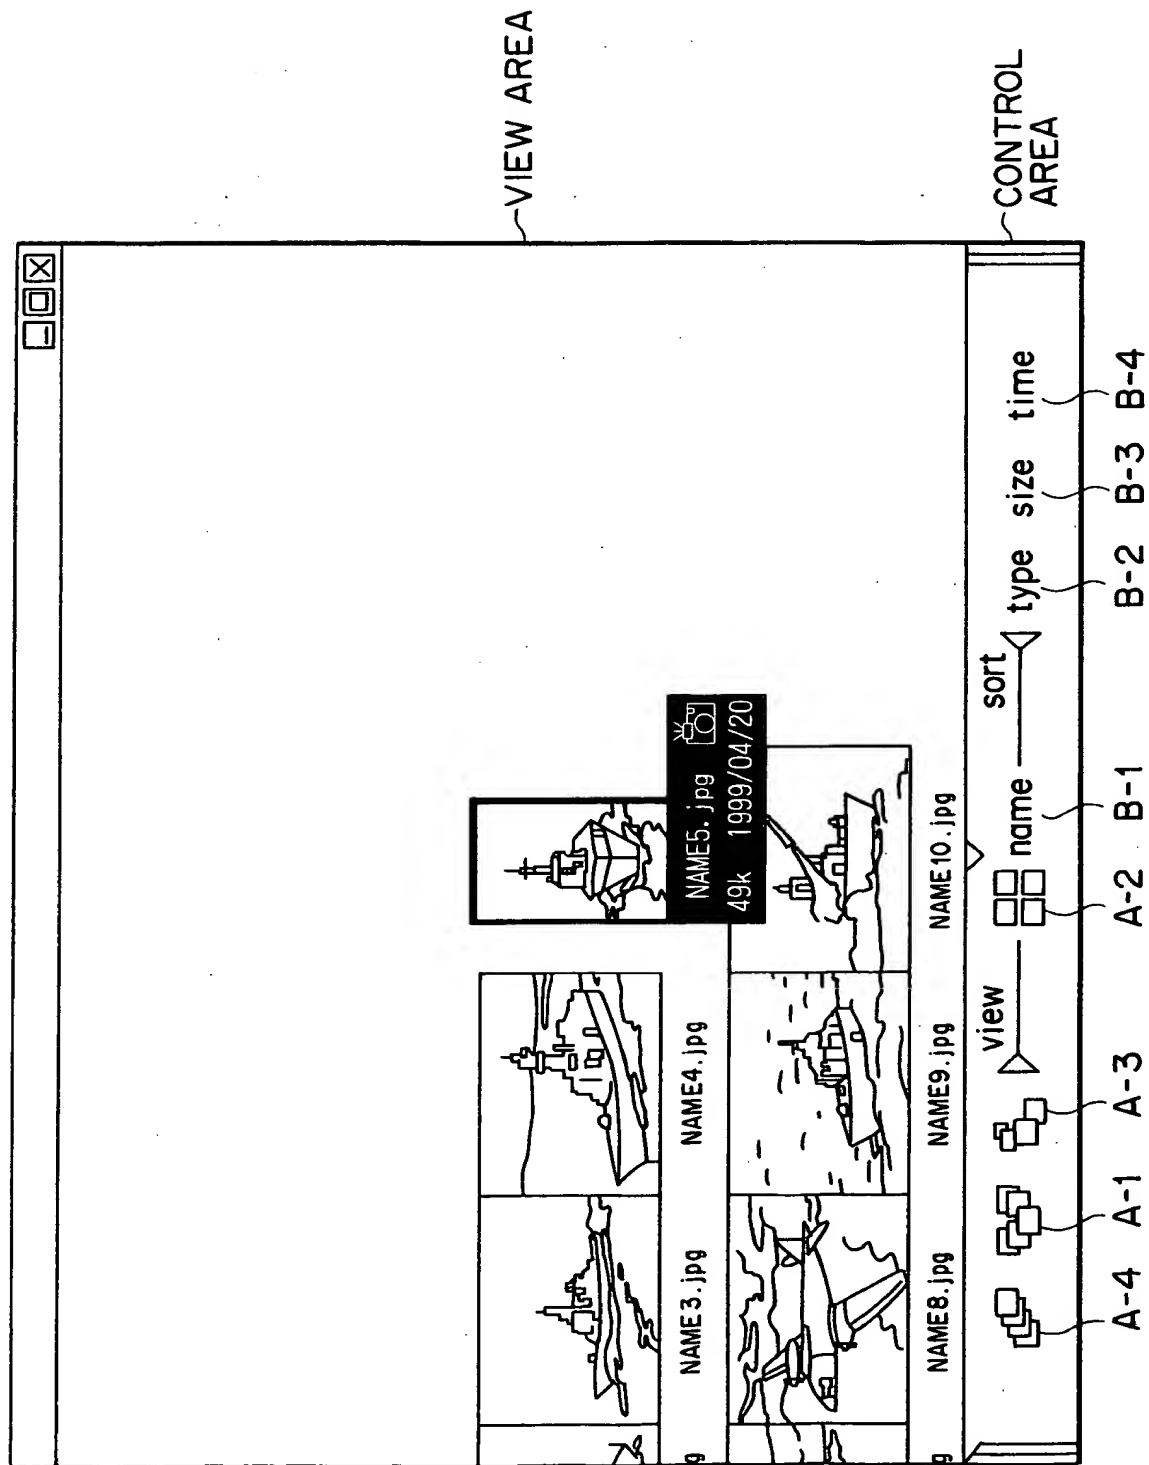 VIEW AREA
NAME5.jpg
49k 1999/04/20
NAME3.jpg
NAME4.jpg
g
NAME8.jpg
NAME9.jpg
NAME10.jpg
g
view
sort
name
type
size
time
CONTROL
AREA
A-4
A-1
A-3
A-2
B-1
B-2
B-3
B-4